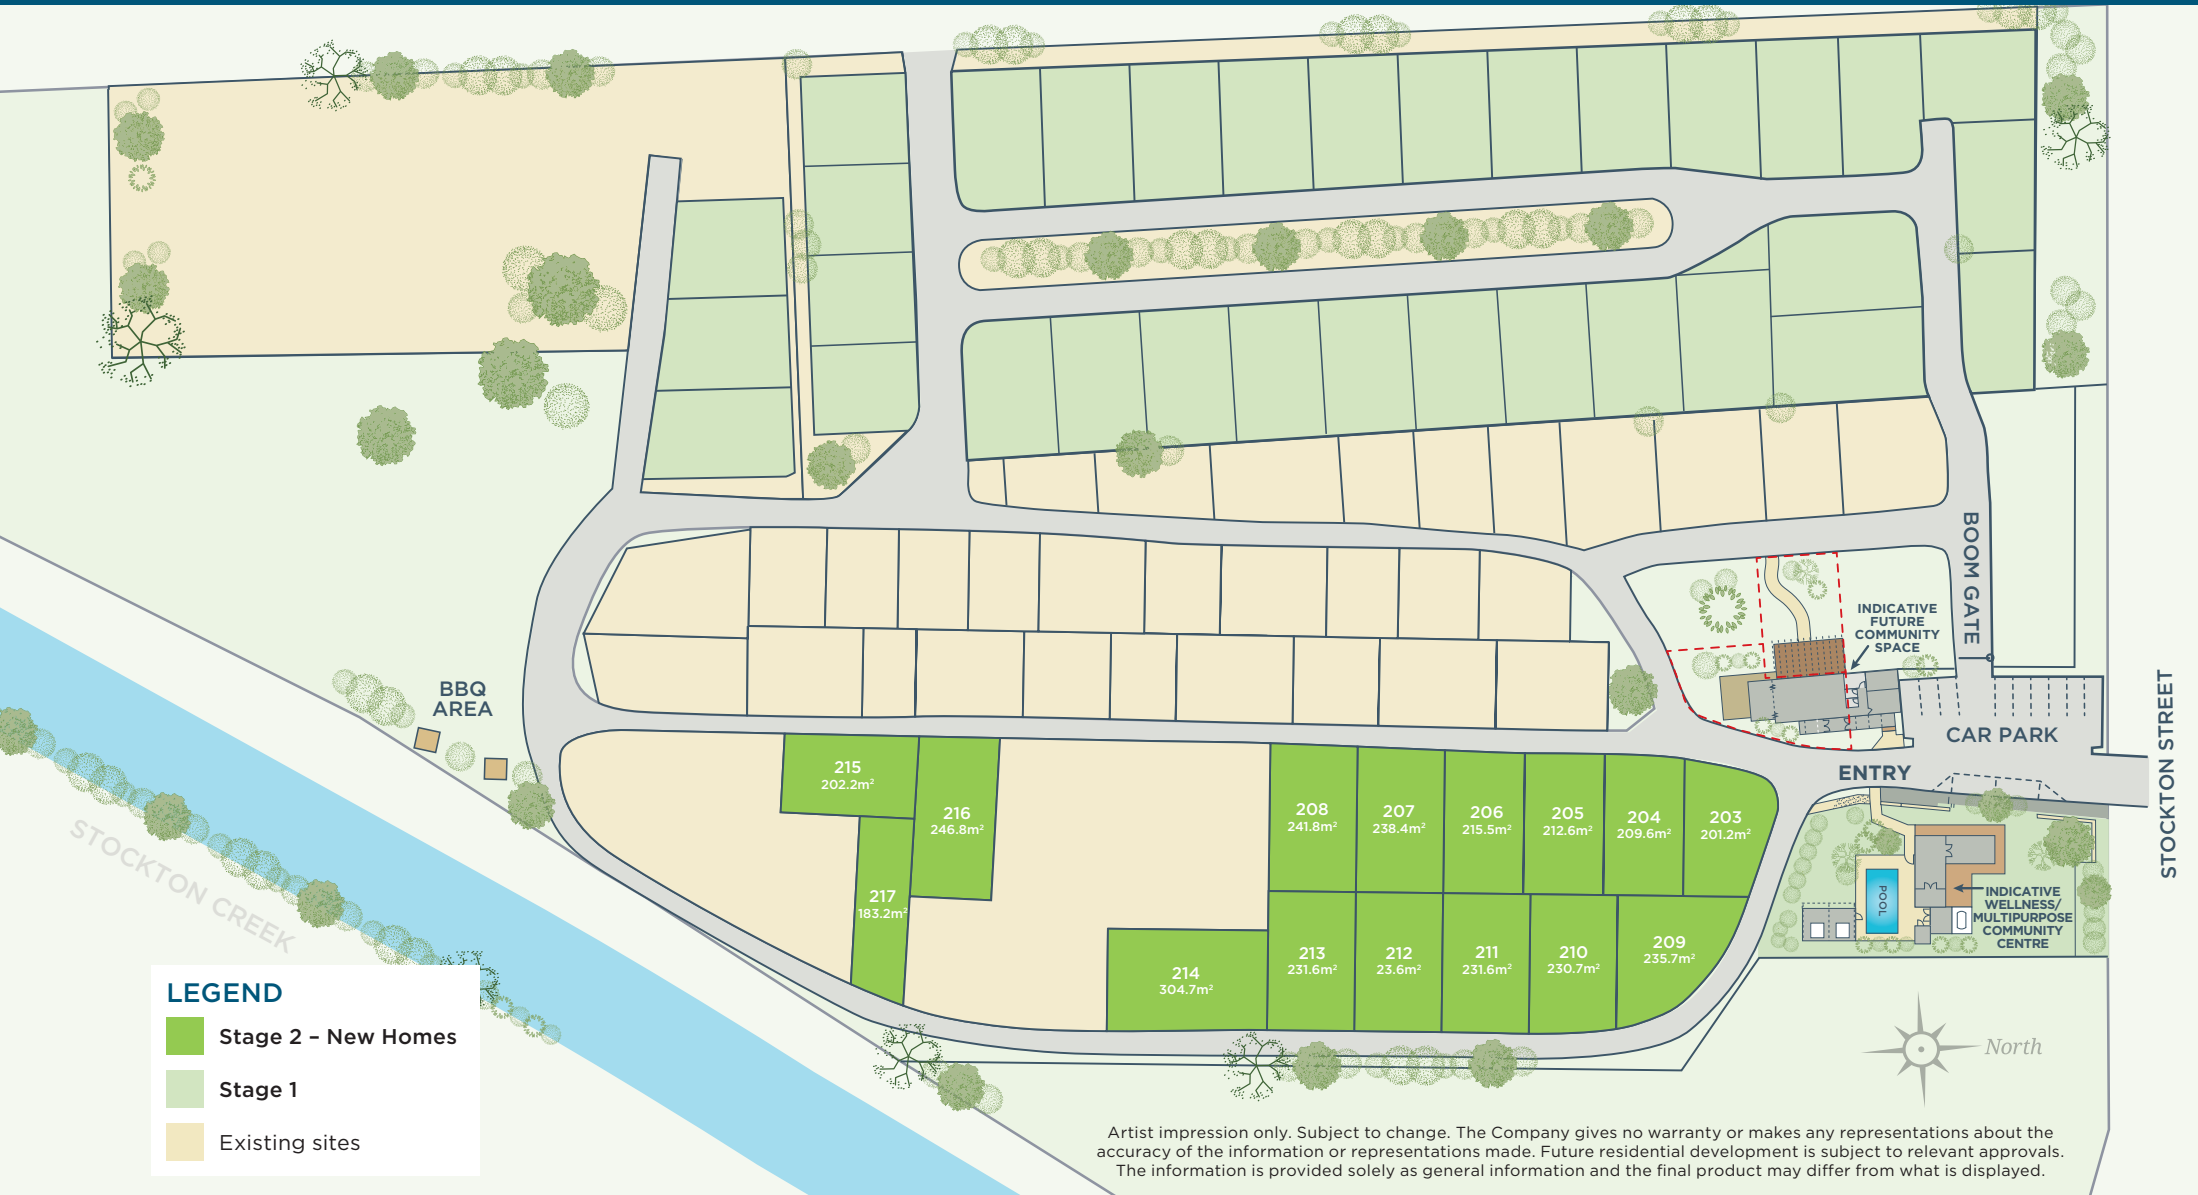 BOOM GATE
INDICATIVE
FUTURE
COMMUNITY
SPACE
BBQ
AREA
CAR PARK
ENTRY
STOCKTON STREET
215
202.2m²
216
246.8m²
217
183.2m²
208
241.8m²
207
238.4m²
206
215.5m²
205
212.6m²
204
209.6m²
203
201.2m²
214
304.7m²
213
231.6m²
212
23.6m²
211
231.6m²
210
230.7m²
209
235.7m²
POOL
INDICATIVE
WELLNESS/
MULTIPURPOSE
COMMUNITY
CENTRE
STOCKTON CREEK
LEGEND
Stage 2 – New Homes
Stage 1
Existing sites
North
Artist impression only. Subject to change. The Company gives no warranty or makes any representations about the
accuracy of the information or representations made. Future residential development is subject to relevant approvals.
The information is provided solely as general information and the final product may differ from what is displayed.